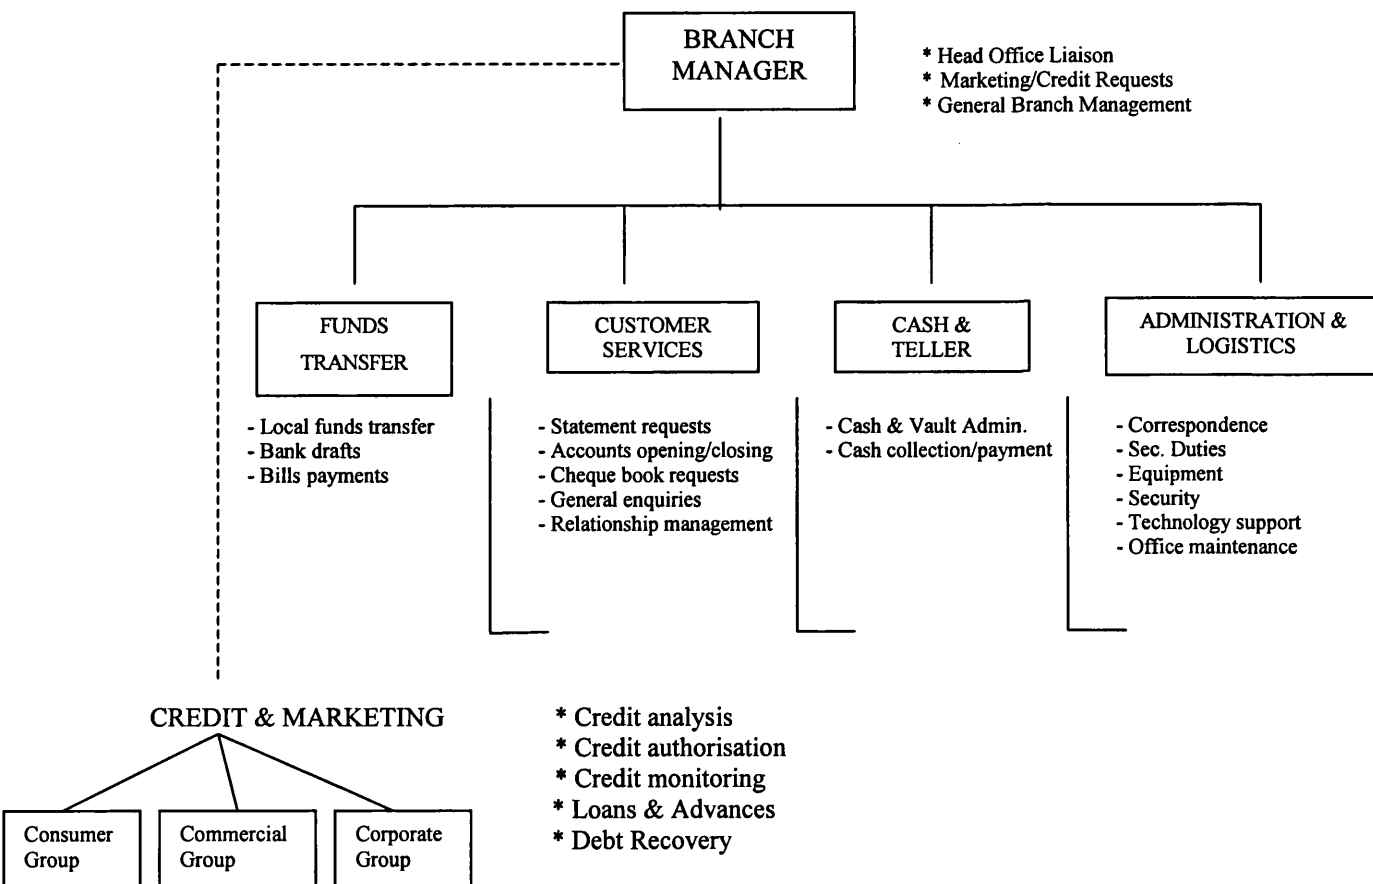 BRANCH
MANAGER
* Head Office Liaison
* Marketing/Credit Requests
* General Branch Management
FUNDS
TRANSFER
- Local funds transfer
- Bank drafts
- Bills payments
CUSTOMER
SERVICES
- Statement requests
- Accounts opening/closing
- Cheque book requests
- General enquiries
- Relationship management
CASH &
TELLER
- Cash & Vault Admin.
- Cash collection/payment
ADMINISTRATION &
LOGISTICS
- Correspondence
- Sec. Duties
- Equipment
- Security
- Technology support
- Office maintenance
CREDIT & MARKETING
* Credit analysis
* Credit authorisation
* Credit monitoring
* Loans & Advances
* Debt Recovery
Consumer
Group
Commercial
Group
Corporate
Group